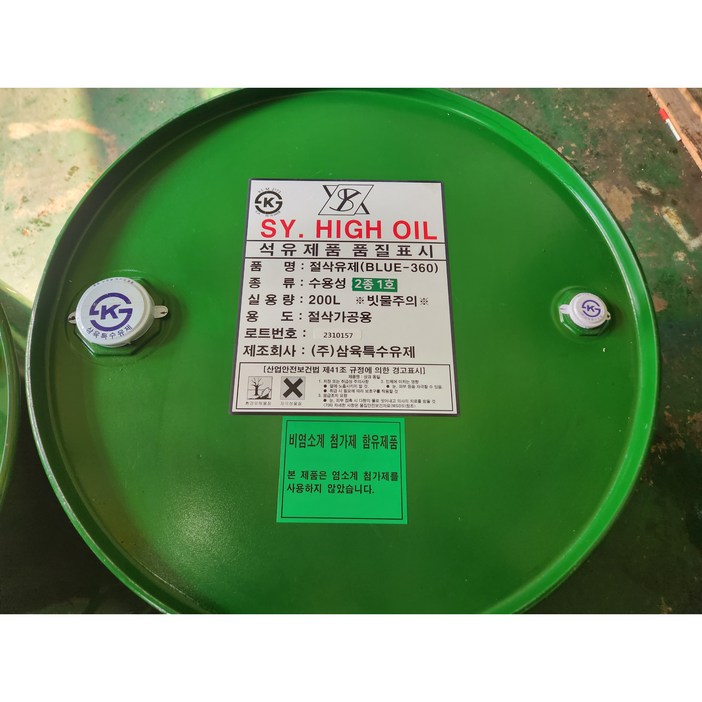 SY. HIGH OIL
석유제품 품질표시
품 명 : 절삭유제(BLUE-360)
종 류 : 수용성 2종 1호
실 용 량 : 200L ※빗물주의※
용 도 : 절삭가공용
로트번호 : 2310157
제조회사 : (주)삼육특수유제
[산업안전보건법 제41조 규정에 의한 경고표시]
비염소계 첨가제 함유제품
본 제품은 염소계 첨가제를
사용하지 않았습니다.
K
삼육특수유제
K